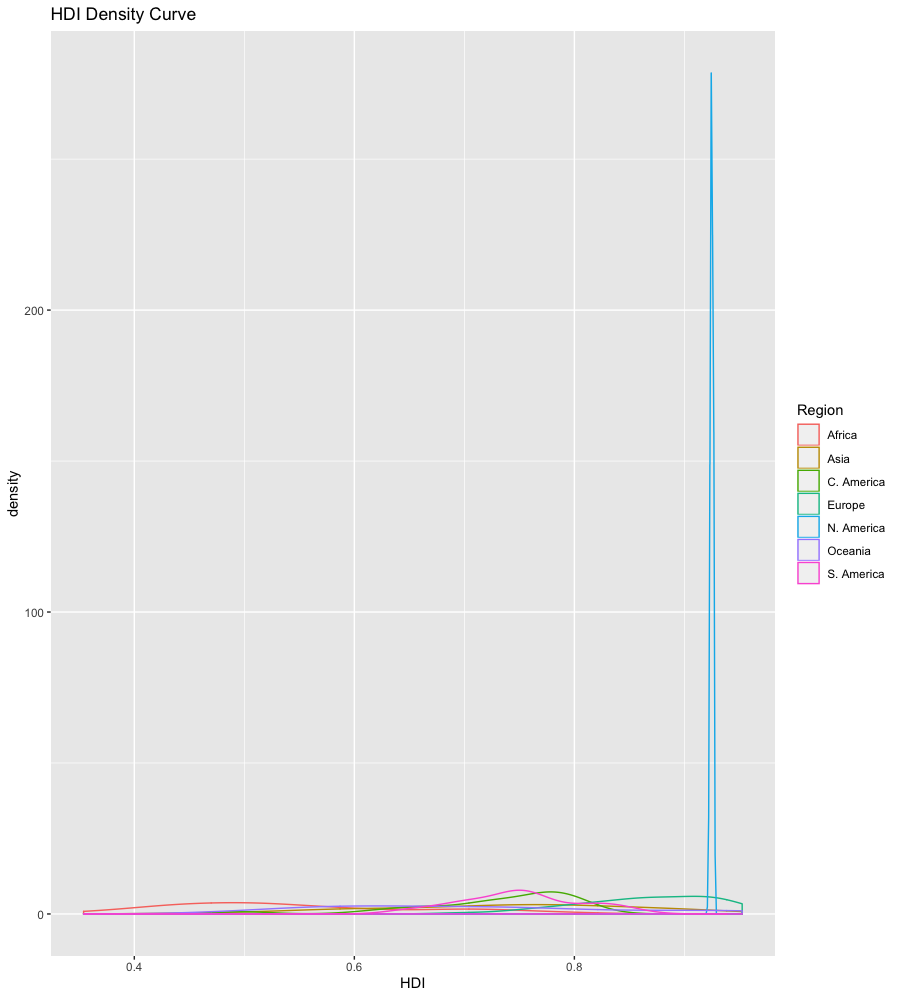 HDI Density Curve
density
200
100
0
0.4
0.6
0.8
HDI
Region
Africa
Asia
C. America
Europe
N. America
Oceania
S. America